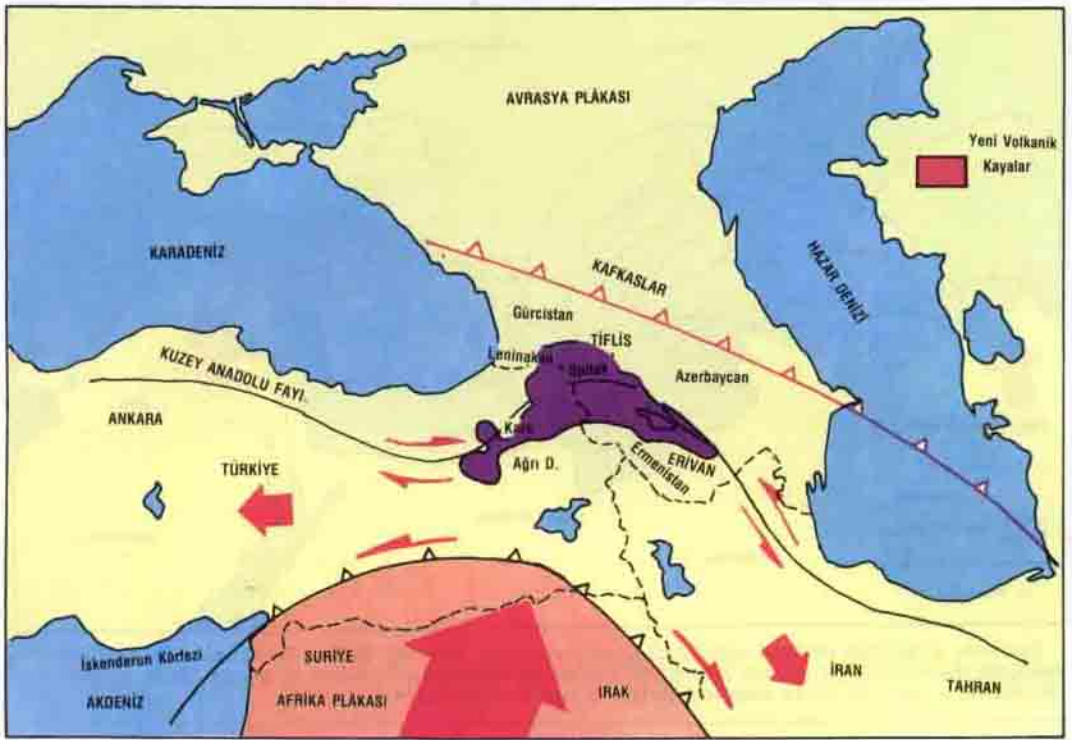 AVRASYA PLÂKASI
Yeni Volkanik
Kayalar
KARADENİZ
HAZAR DENİZİ
KAFKASLAR
Gürcistan
TİFLİS
Leninakan
Spitak
Azerbaycan
KUZEY ANADOLU FAYI.
ANKARA
Kars
Ağrı D.
ERİVAN
Ermenistan
TÜRKİYE
İskenderun Körfezi
SURİYE
İRAN
AKDENİZ
AFRİKA PLÂKASI
IRAK
TAHRAN